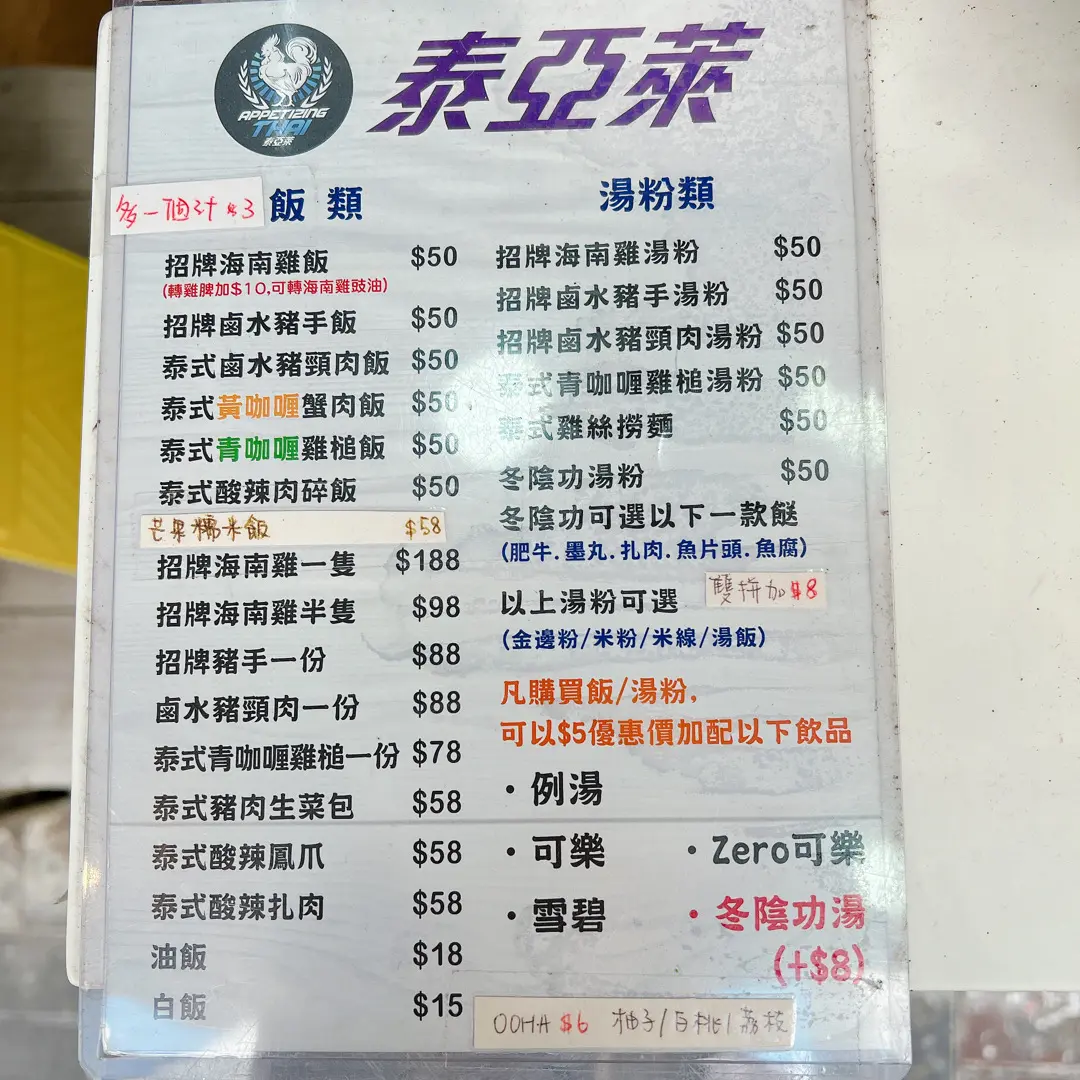 APPETIZING
THAI
泰亞萊
泰亞萊
多一個汁 $3
飯類
招牌海南雞飯 $50
(轉雞脾加$10,可轉海南雞豉油)
招牌鹵水豬手飯 $50
泰式鹵水豬頸肉飯 $50
泰式黃咖喱蟹肉飯 $50
泰式青咖喱雞槌飯 $50
泰式酸辣肉碎飯 $50
芒果糯米飯 $58
招牌海南雞一隻 $188
招牌海南雞半隻 $98
招牌豬手一份 $88
鹵水豬頸肉一份 $88
泰式青咖喱雞槌一份 $78
泰式豬肉生菜包 $58
泰式酸辣鳳爪 $58
泰式酸辣扎肉 $58
油飯 $18
白飯 $15
湯粉類
招牌海南雞湯粉 $50
招牌鹵水豬手湯粉 $50
招牌鹵水豬頸肉湯粉 $50
泰式青咖喱雞槌湯粉 $50
泰式雞絲撈麵 $50
冬陰功湯粉 $50
冬陰功可選以下一款餸
(肥牛.墨丸.扎肉.魚片頭.魚腐)
雙拼加$8
以上湯粉可選
(金邊粉/米粉/米線/湯飯)
凡購買飯/湯粉,
可以$5優惠價加配以下飲品
・例湯
・可樂 ・Zero可樂
・雪碧 ・冬陰功湯
(+$8)
OOHA $6 柚子/白桃/荔枝